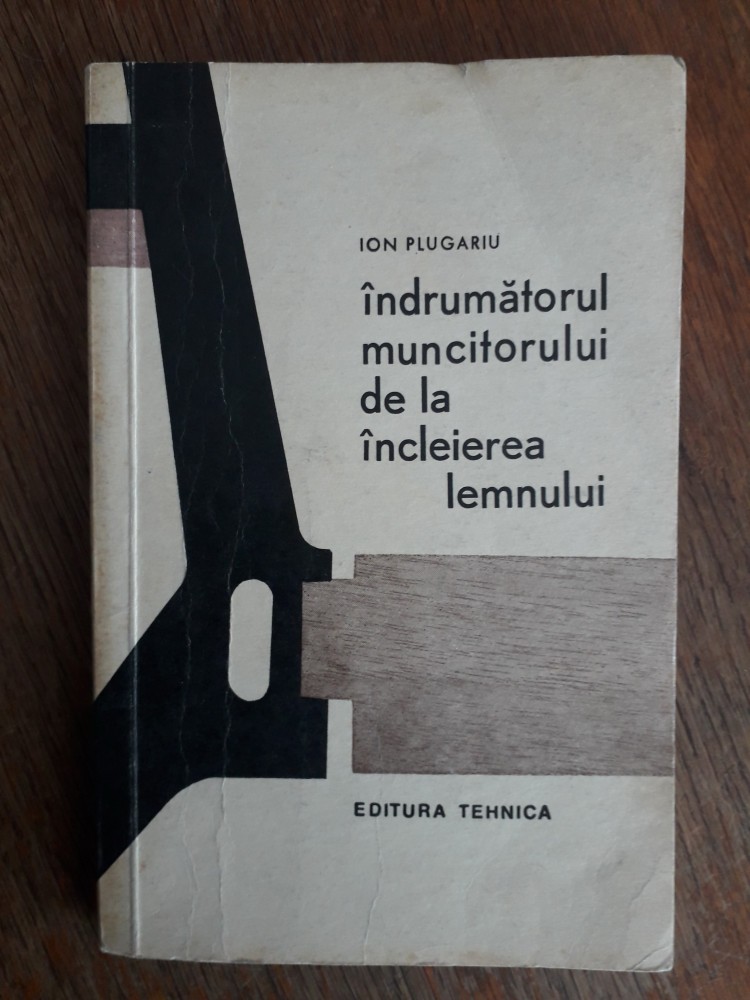 ION PLUGARIU
îndrumătorul
muncitorului
de la
încleierea
lemnului
EDITURA TEHNICA